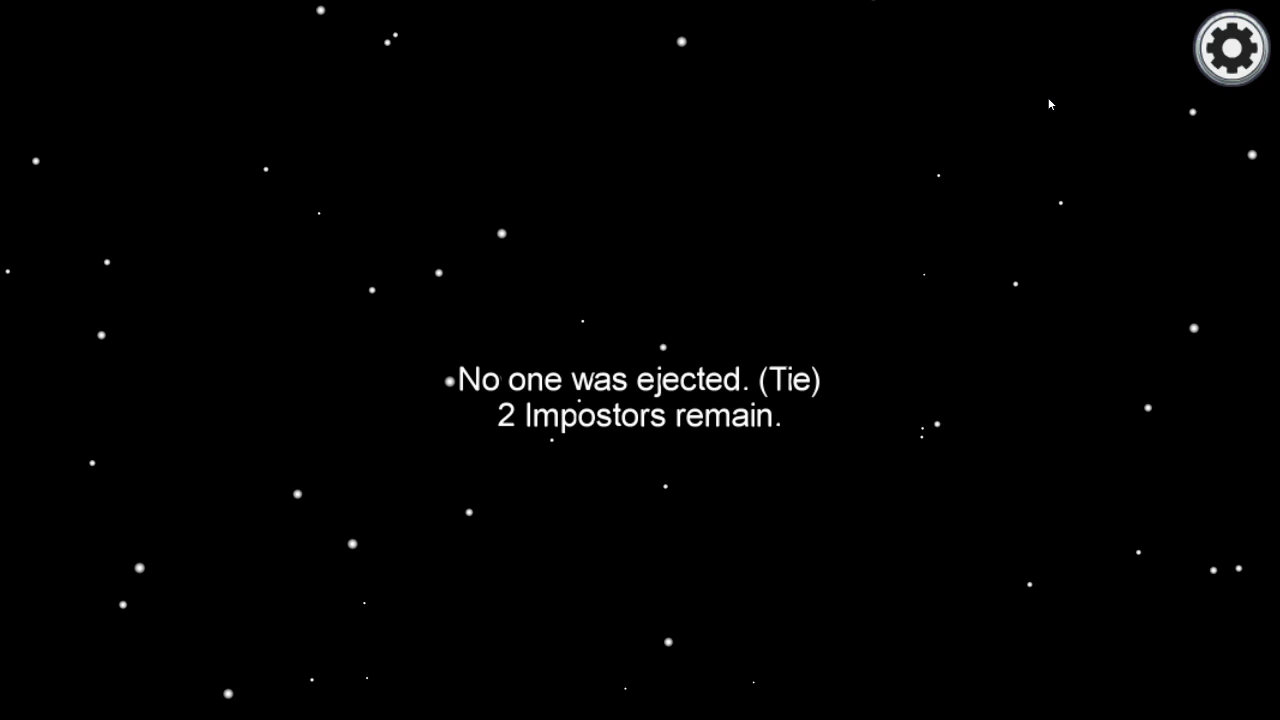 No one was ejected. (Tie)
2 Impostors remain.